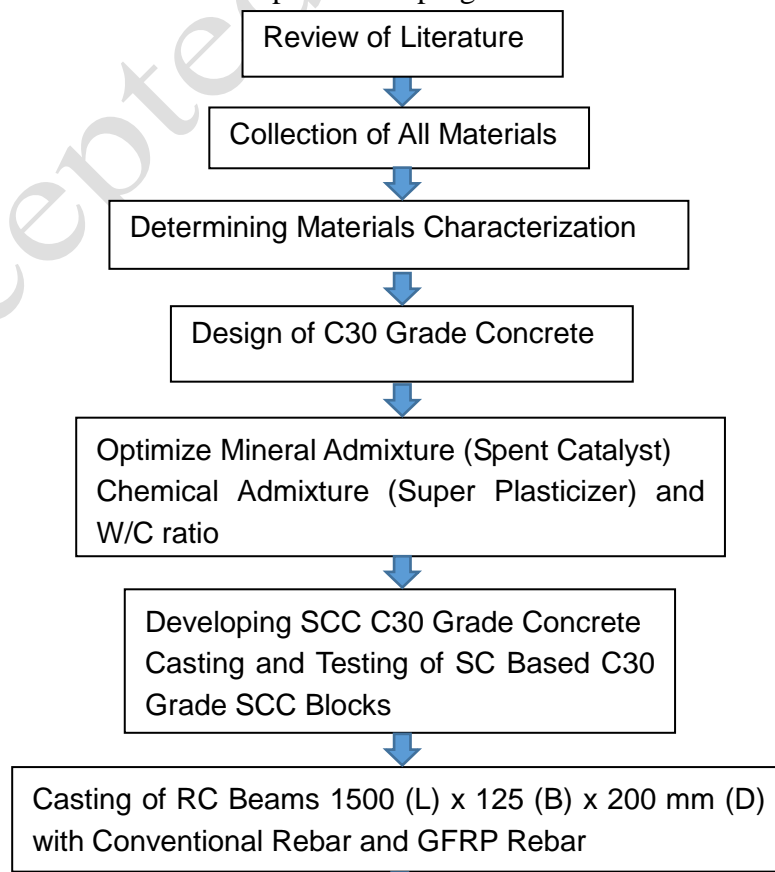 Review of Literature
Collection of All Materials
Determining Materials Characterization
Design of C30 Grade Concrete
Optimize Mineral Admixture (Spent Catalyst)
Chemical Admixture (Super Plasticizer) and
W/C ratio
Developing SCC C30 Grade Concrete
Casting and Testing of SC Based C30
Grade SCC Blocks
Casting of RC Beams 1500 (L) x 125 (B) x 200 mm (D)
with Conventional Rebar and GFRP Rebar